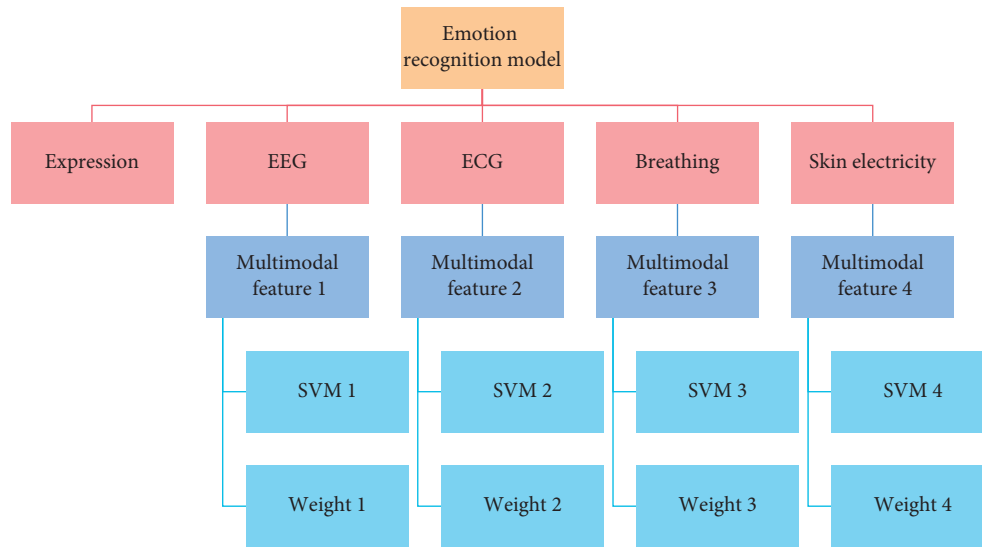 Emotion
recognition model
Expression
EEG
ECG
Breathing
Skin electricity
Multimodal
feature 1
Multimodal
feature 2
Multimodal
feature 3
Multimodal
feature 4
SVM 1
SVM 2
SVM 3
SVM 4
Weight 1
Weight 2
Weight 3
Weight 4